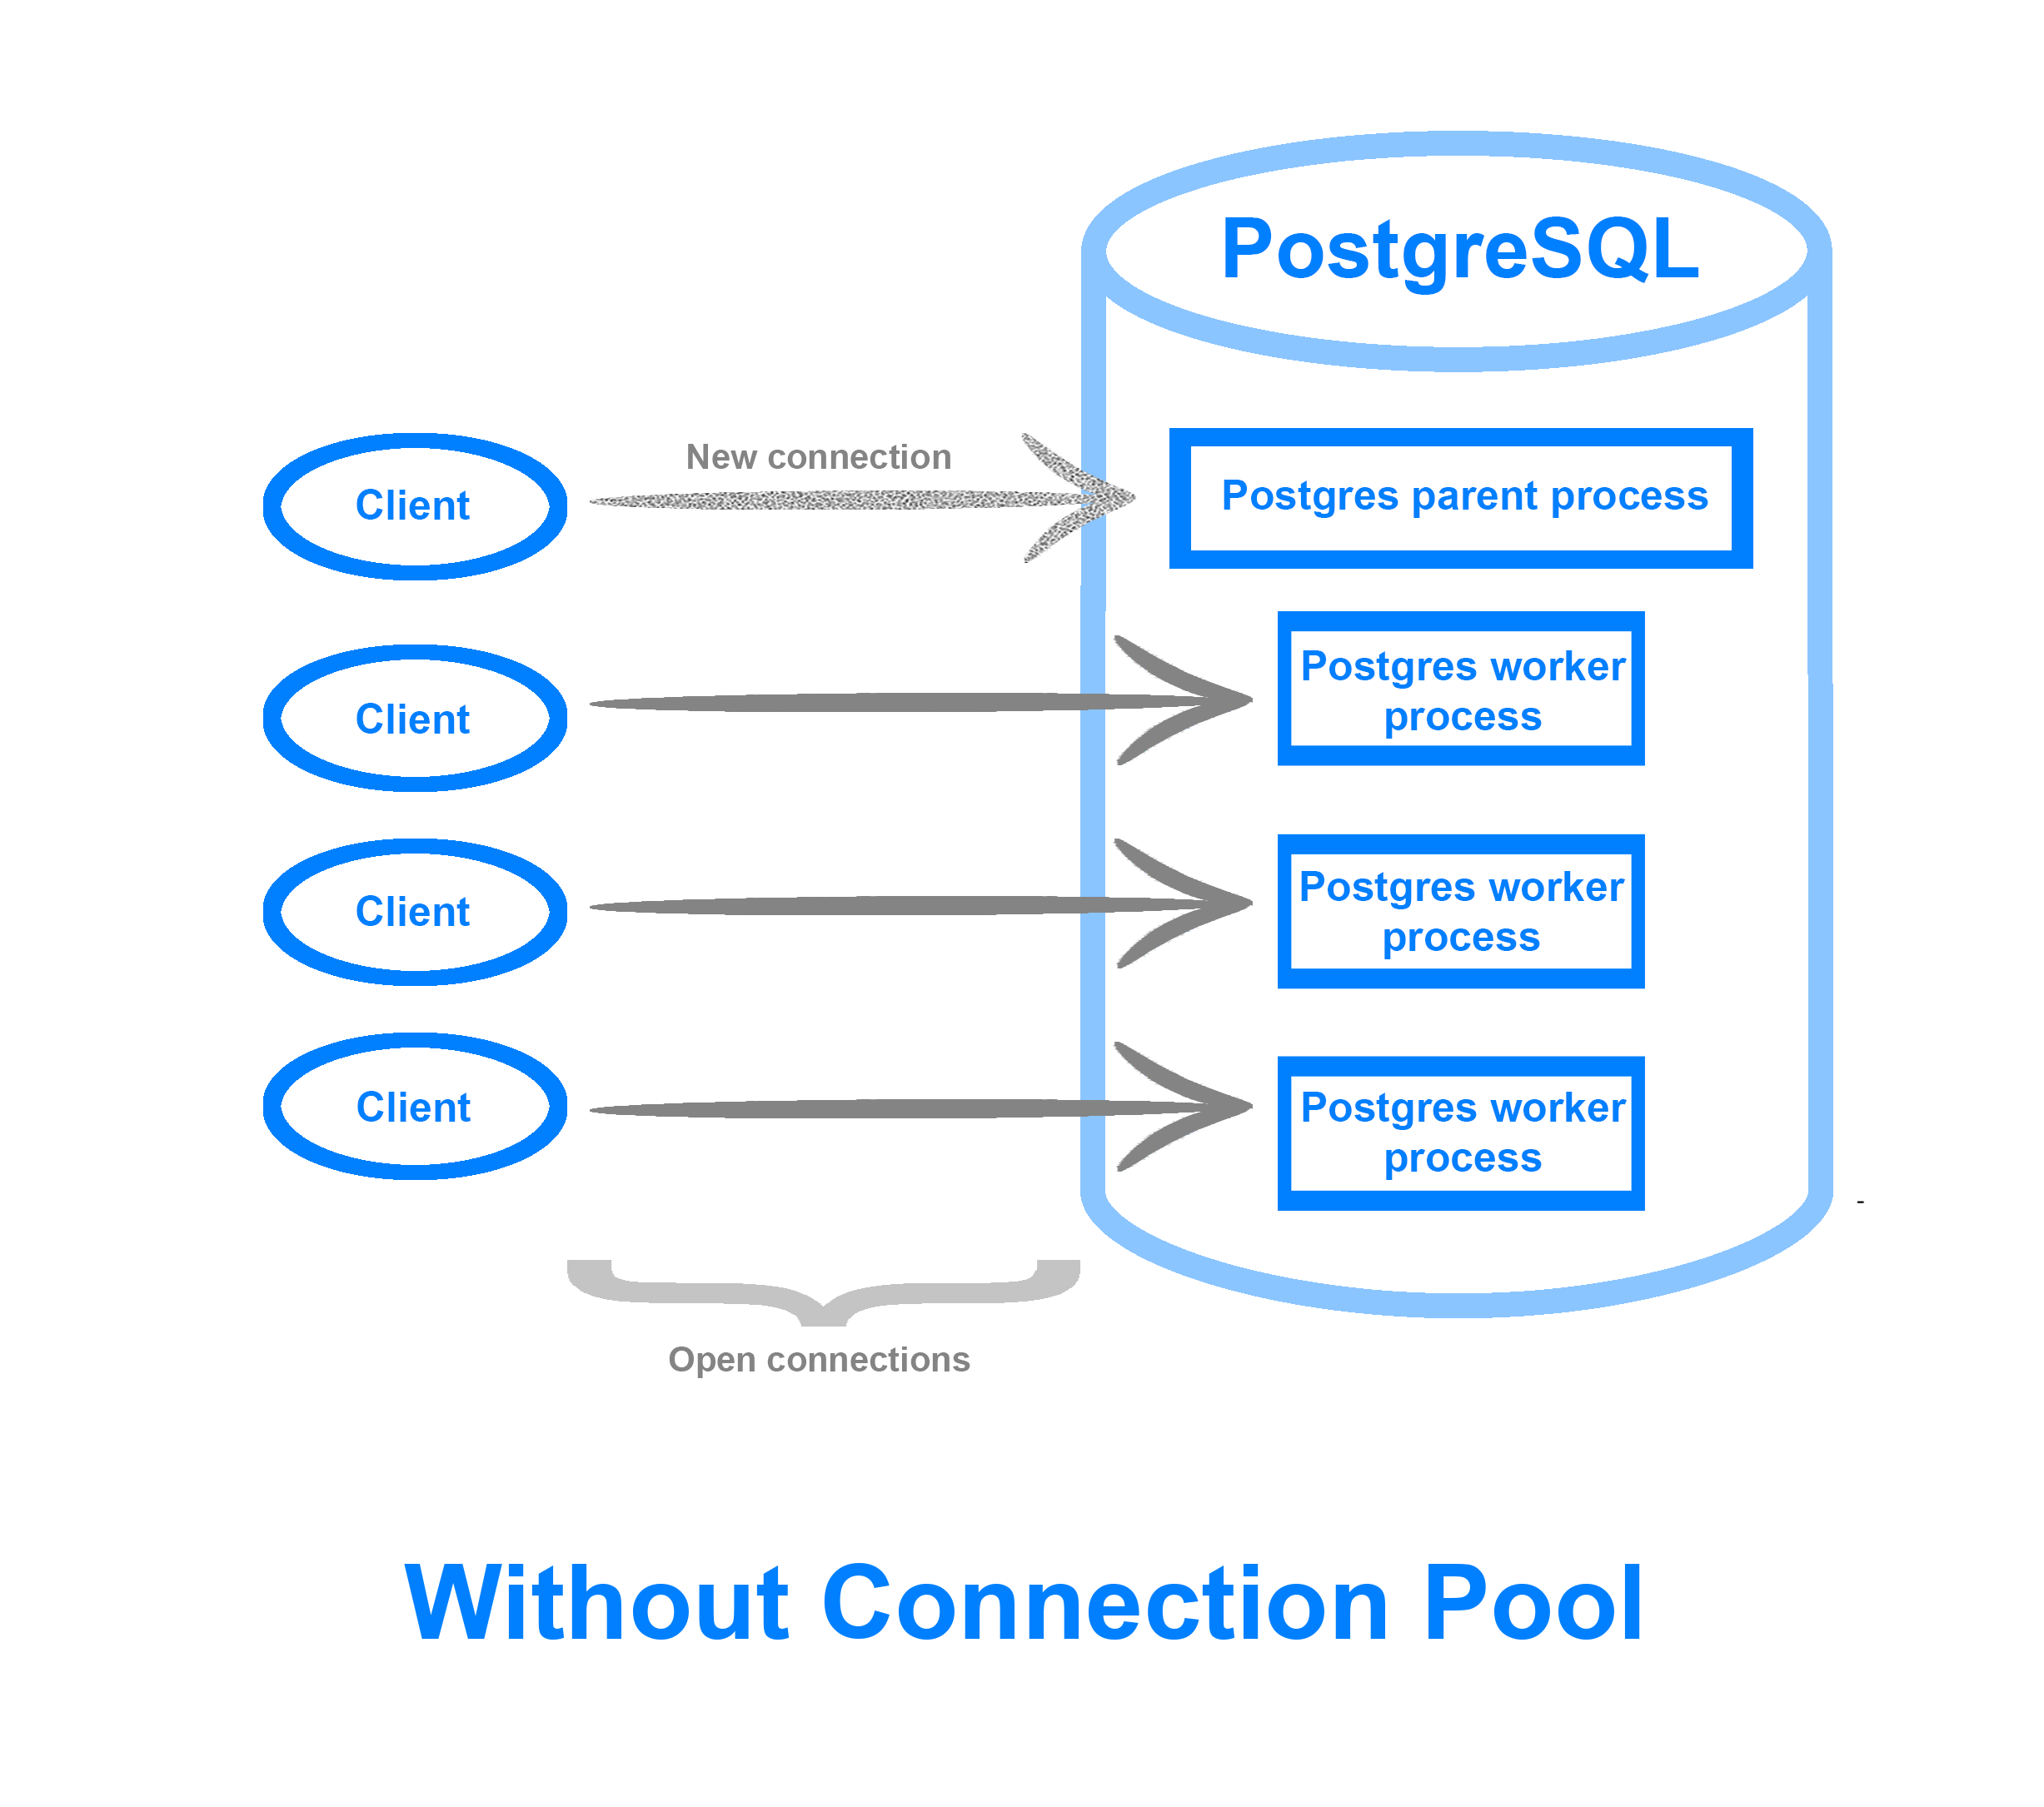 PostgreSQL
New connection
Client
Postgres parent process
Client
Postgres worker
process
Client
Postgres worker
process
Client
Postgres worker
process
-
Open connections
Without Connection Pool